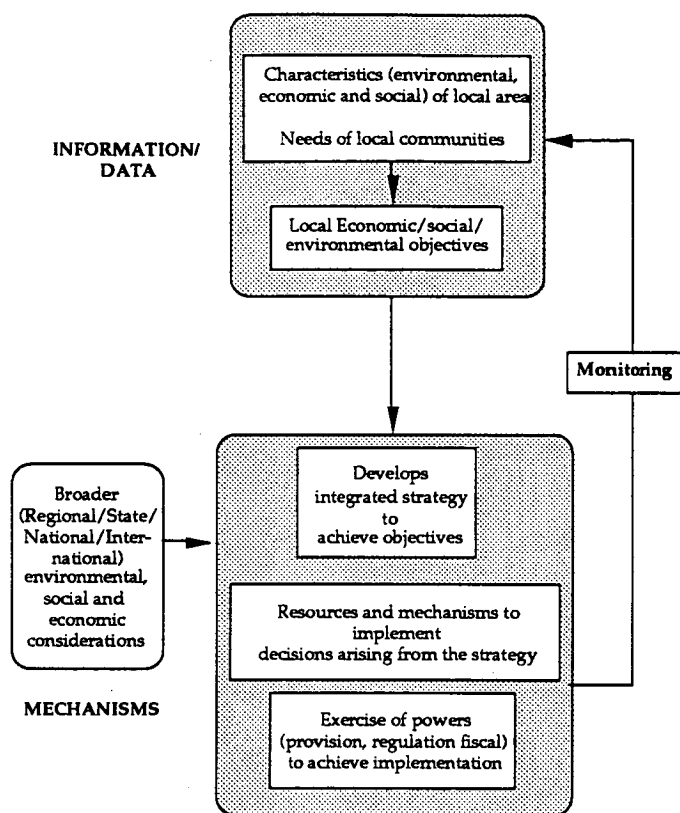 Characteristics (environmental,
economic and social) of local area
Needs of local communities
INFORMATION/
DATA
Local Economic/social/
environmental objectives
Monitoring
Develops
integrated strategy
to
achieve objectives
Broader
(Regional/State/
National/Inter-
national)
environmental,
social and
economic
considerations
Resources and mechanisms to
implement
decisions arising from the strategy
MECHANISMS
Exercise of powers
(provision, regulation fiscal)
to achieve implementation